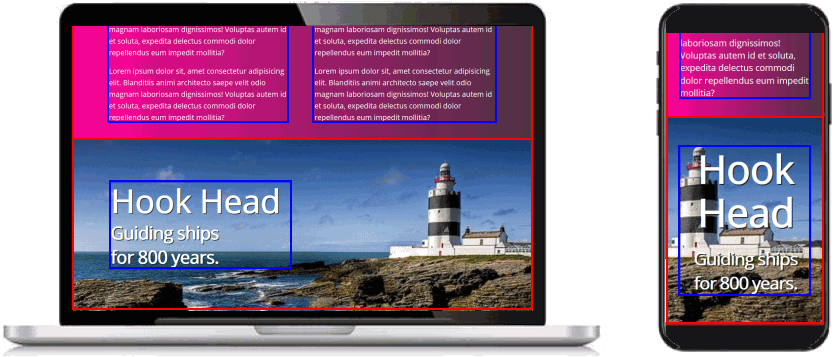 magnam laboriosam dignissimos! Voluptas autem id
et soluta, expedita delectus commodi dolor
repellendus eum impedit mollitia?
Lorem ipsum dolor sit, amet consectetur adipisicing
elit. Blanditiis animi architecto saepe velit odio
magnam laboriosam dignissimos! Voluptas autem id
et soluta, expedita delectus commodi dolor
repellendus eum impedit mollitia?
magnam laboriosam dignissimos! Voluptas autem id
et soluta, expedita delectus commodi dolor
repellendus eum impedit mollitia?
Lorem ipsum dolor sit, amet consectetur adipisicing
elit. Blanditiis animi architecto saepe velit odio
magnam laboriosam dignissimos! Voluptas autem id
et soluta, expedita delectus commodi dolor
repellendus eum impedit mollitia?
Hook Head
Guiding ships
for 800 years.
laboriosam dignissimos!
Voluptas autem id et soluta,
expedita delectus commodi
dolor repellendus eum impedit
mollitia?
Hook
Head
Guiding ships
for 800 years.